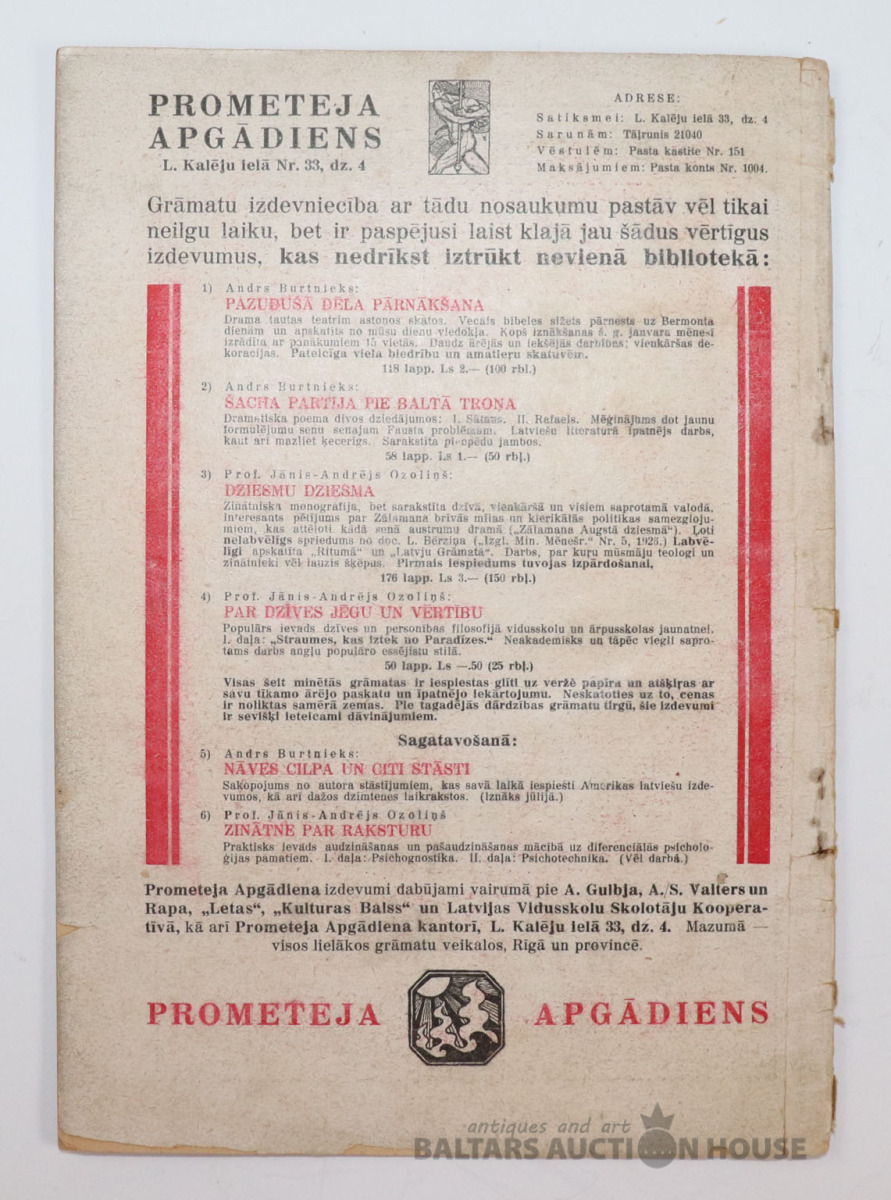 PROMETEJA
APGĀDIENS
L. Kalēju ielā Nr. 33, dz. 4
ADRESE:
Satiksmei: L. Kalēju ielā 33, dz. 4
Sarunām: Tāļrunis 21040
Vēstulēm: Pasta kastīte Nr. 151
Maksājumiem: Pasta konts Nr. 1004.
Grāmatu izdevniecība ar tādu nosaukumu pastāv vēl tikai
neilgu laiku, bet ir paspējusi laist klajā jau šādus vērtīgus
izdevumus, kas nedrīkst iztrūkt nevienā bibliotekā:
1) Andrs Burtnieks:
PAZUDUŠĀ DĒLA PĀRNĀKŠANA
Drama tautas teatrim astoņos skatos. Vecais bibeles sižets pārnests uz Bermonta
dienām un apskatīts no mūsu dienu viedokļa. Kopš iznākšanas š. g. janvara mēnesī
izrādīta ar panākumiem 15 vietās. Daudz ārējās un iekšējās darbības; vienkāršas de-
koracijas. Pateicīga viela biedrību un amatieru skatuvēm.
118 lapp. Ls 2.— (100 rbļ.)
2) Andrs Burtnieks:
ŠACHA PARTIJA PIE BALTĀ TROŅA
Dramatiska poema divos dziedājumos: I. Sātans. II. Rafaels. Mēģinājums dot jaunu
formulējumu senu senajam Fausta problēmam. Latviešu literaturā īpatnējs darbs,
kaut arī mazliet ķecerīgs. Sarakstīta piecpēdu jambos.
58 lapp. Ls 1.— (50 rbļ.)
3) Prof. Jānis-Andrējs Ozoliņš:
DZIESMU DZIESMA
Zinātniska monografija, bet sarakstīta dzīvā, vienkāršā un visiem saprotamā valodā.
Interesants pētījums par Zālamana brīvās mīlas un kierikālās politikas samezgloju-
miem, kas attēloti kādā senā austrumu dramā („Zālamana Augstā dziesmā“). Ļoti
nelabvēlīgs spriedums no doc. L. Bērziņa („Izgl. Min. Mēnešr.“ Nr. 5, 1926.) Labvē-
līgi apskatīta „Ritumā“ un „Latvju Grāmatā“. Darbs, par kuŗu mūsmāju teologi un
zinātnieki vēl lauzīs šķēpus. Pirmais iespiedums tuvojas izpārdošanai.
176 lapp. Ls 3.— (150 rbļ.)
4) Prof. Jānis-Andrējs Ozoliņš:
PAR DZĪVES JĒGU UN VĒRTĪBU
Populārs ievads dzīves un personības filosofijā vidusskolu un ārpusskolas jaunatnei.
I. daļa: „Straumes, kas iztek no Paradīzes.“ Neakademisks un tāpēc viegli sapro-
tams darbs angļu populāro essējistu stilā.
50 lapp. Ls —.50 (25 rbļ.)
Visas šeit minētās grāmatas ir iespiestas glīti uz veržē papīra un atšķiras ar
savu tīkamo ārējo paskatu un īpatnējo iekārtojumu. Neskatoties uz to, cenas
ir noliktas samērā zemas. Pie tagadējās dārdzības grāmatu tirgū, šie izdevumi
ir sevišķi ieteicami dāvinājumiem.
Sagatavošanā:
5) Andrs Burtnieks:
NĀVES CILPA UN CITI STĀSTI
Sakopojums no autora stāstījumiem, kas savā laikā iespiesti Amerikas latviešu izde-
vumos, kā arī dažos dzimtenes laikrakstos. (Iznāks jūlijā.)
6) Prof. Jānis-Andrējs Ozoliņš
ZINĀTNE PAR RAKSTURU
Praktisks ievads audzināšanas un pašaudzināšanas mācībā uz diferenciālās psicholo-
ģijas pamatiem. I. daļa: Psichognostika. II. daļa: Psichotechnika. (Vēl darbā.)
Prometeja Apgādiena izdevumi dabūjami vairumā pie A. Gulbja, A./S. Valters un
Rapa, „Letas“, „Kulturas Balss“ un Latvijas Vidusskolu Skolotāju Koopera-
tīvā, kā arī Prometeja Apgādiena kantorī, L. Kalēju ielā 33, dz. 4. Mazumā —
visos lielākos grāmatu veikalos, Rīgā un provincē.
PROMETEJA APGĀDIENS
antiques and art
BALTARS AUCTION HOUSE